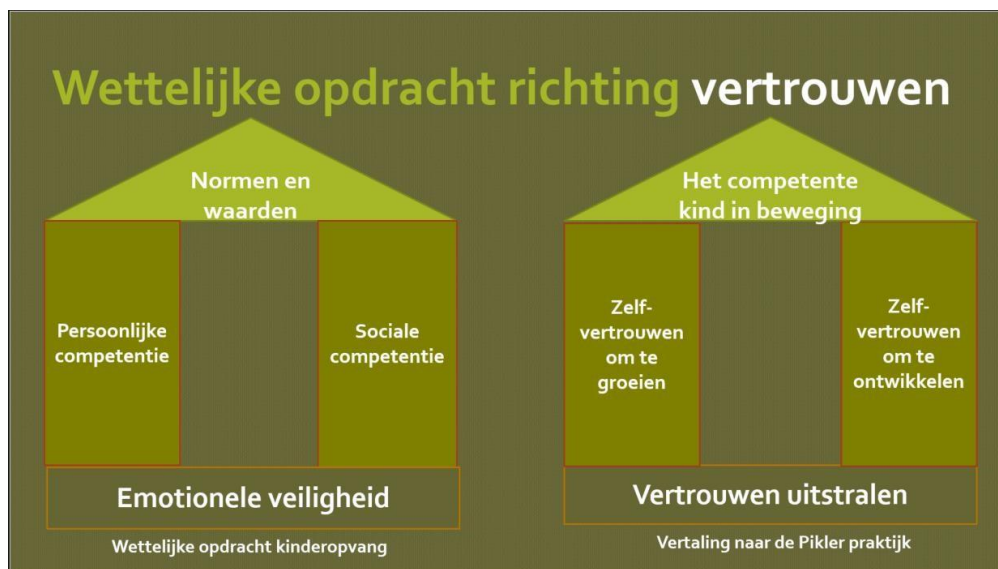 Wettelijke opdracht richting vertrouwen
Normen en
waarden
Persoonlijke
competentie
Sociale
competentie
Emotionele veiligheid
Wettelijke opdracht kinderopvang
Het competente
kind in beweging
Zelf-
vertrouwen
om te
groeien
Zelf-
vertrouwen
om te
ontwikkelen
Vertrouwen uitstralen
Vertaling naar de Pikler praktijk